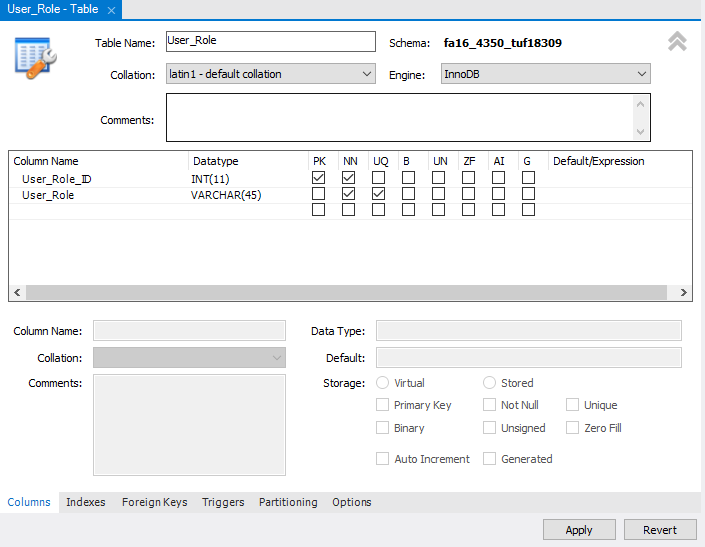 User_Role - Table ×
Table Name: User_Role Schema: fa16_4350_tuf18309
Collation: latin1 - default collation Engine: InnoDB
Comments:
Column Name Datatype PK NN UQ B UN ZF AI G Default/Expression
User_Role_ID INT(11)
User_Role VARCHAR(45)
Column Name: Data Type:
Collation: Default:
Comments: Storage: Virtual Stored
Primary Key Not Null Unique
Binary Unsigned Zero Fill
Auto Increment Generated
Columns Indexes Foreign Keys Triggers Partitioning Options
Apply Revert